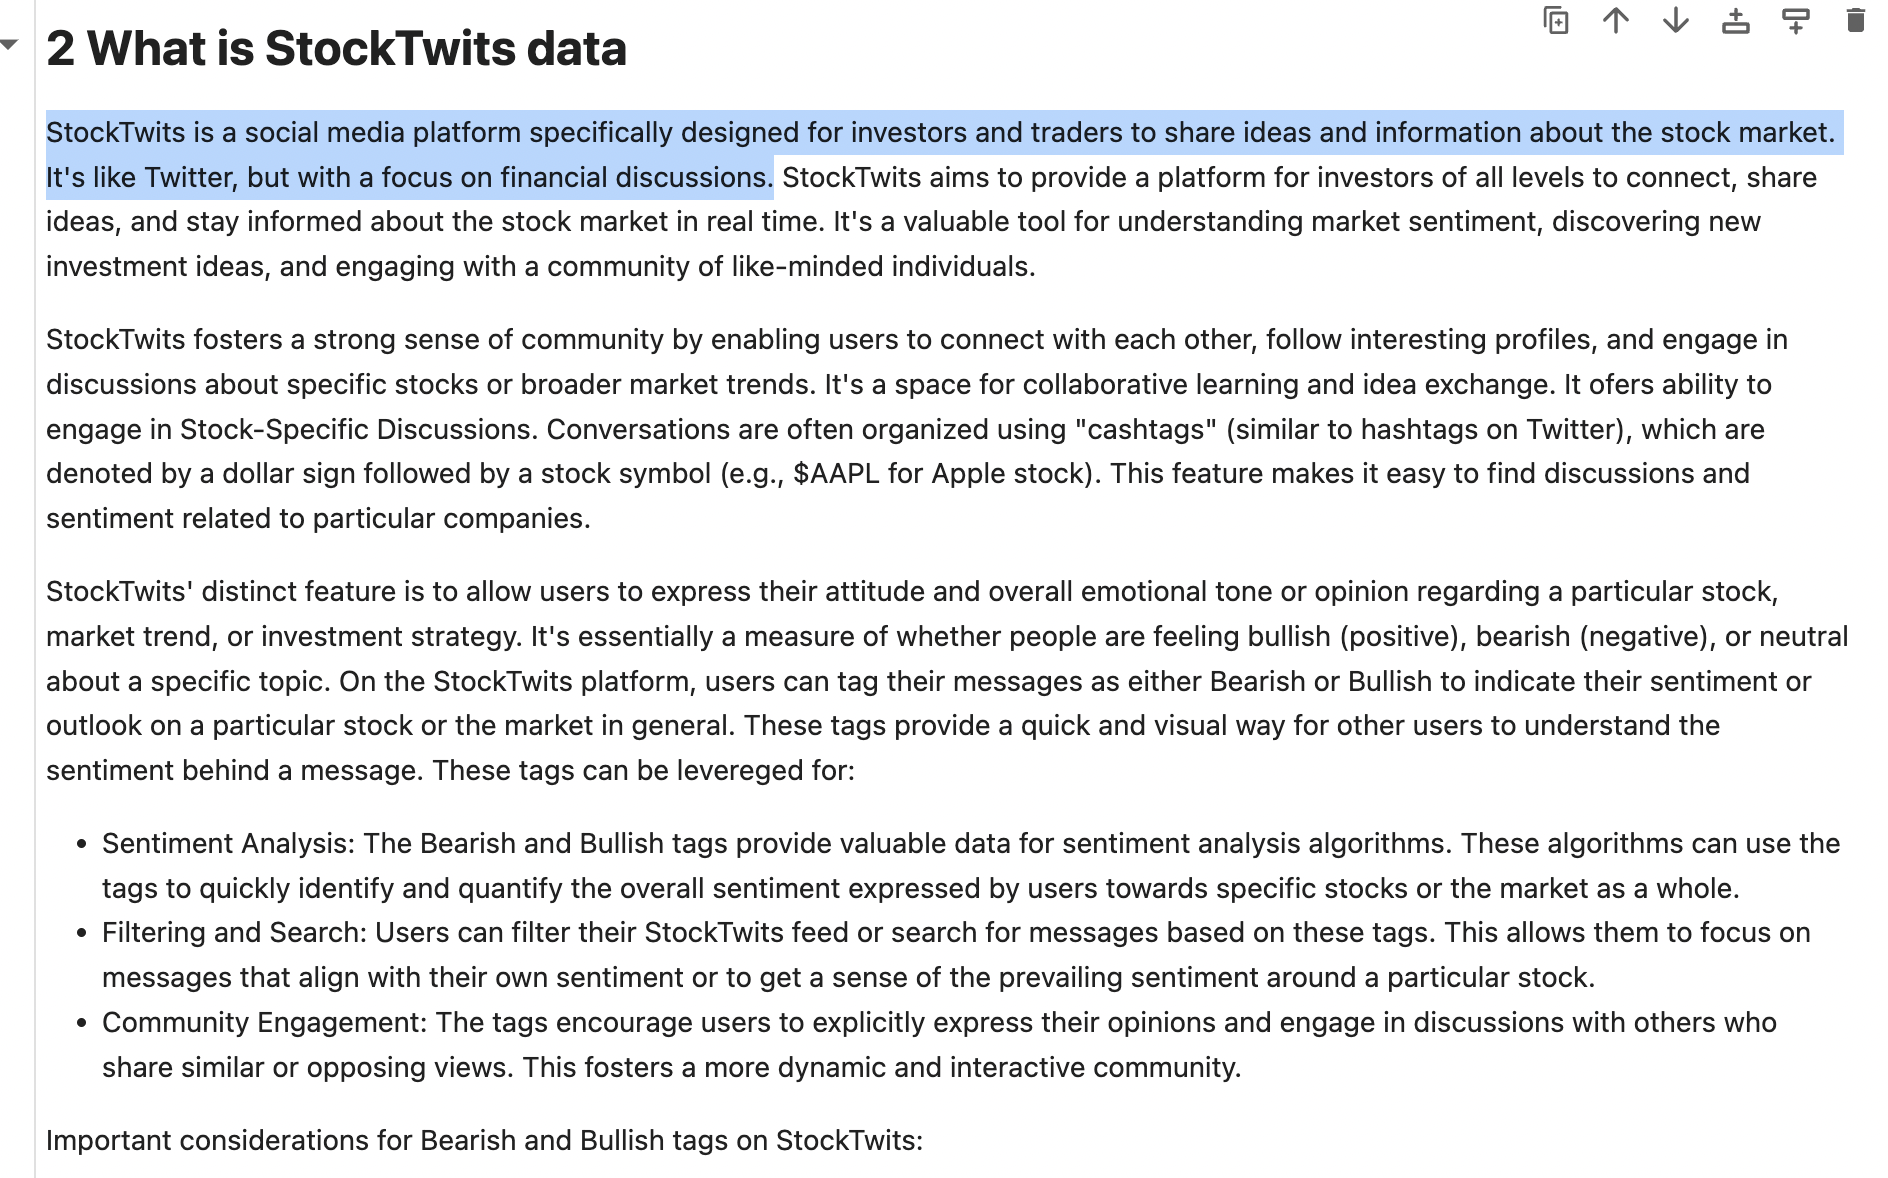 2 What is StockTwits data
StockTwits is a social media platform specifically designed for investors and traders to share ideas and information about the stock market.
It's like Twitter, but with a focus on financial discussions. StockTwits aims to provide a platform for investors of all levels to connect, share
ideas, and stay informed about the stock market in real time. It's a valuable tool for understanding market sentiment, discovering new
investment ideas, and engaging with a community of like-minded individuals.
StockTwits fosters a strong sense of community by enabling users to connect with each other, follow interesting profiles, and engage in
discussions about specific stocks or broader market trends. It's a space for collaborative learning and idea exchange. It ofers ability to
engage in Stock-Specific Discussions. Conversations are often organized using "cashtags" (similar to hashtags on Twitter), which are
denoted by a dollar sign followed by a stock symbol (e.g., $AAPL for Apple stock). This feature makes it easy to find discussions and
sentiment related to particular companies.
StockTwits' distinct feature is to allow users to express their attitude and overall emotional tone or opinion regarding a particular stock,
market trend, or investment strategy. It's essentially a measure of whether people are feeling bullish (positive), bearish (negative), or neutral
about a specific topic. On the StockTwits platform, users can tag their messages as either Bearish or Bullish to indicate their sentiment or
outlook on a particular stock or the market in general. These tags provide a quick and visual way for other users to understand the
sentiment behind a message. These tags can be levereged for:
• Sentiment Analysis: The Bearish and Bullish tags provide valuable data for sentiment analysis algorithms. These algorithms can use the
tags to quickly identify and quantify the overall sentiment expressed by users towards specific stocks or the market as a whole.
• Filtering and Search: Users can filter their StockTwits feed or search for messages based on these tags. This allows them to focus on
messages that align with their own sentiment or to get a sense of the prevailing sentiment around a particular stock.
• Community Engagement: The tags encourage users to explicitly express their opinions and engage in discussions with others who
share similar or opposing views. This fosters a more dynamic and interactive community.
Important considerations for Bearish and Bullish tags on StockTwits: